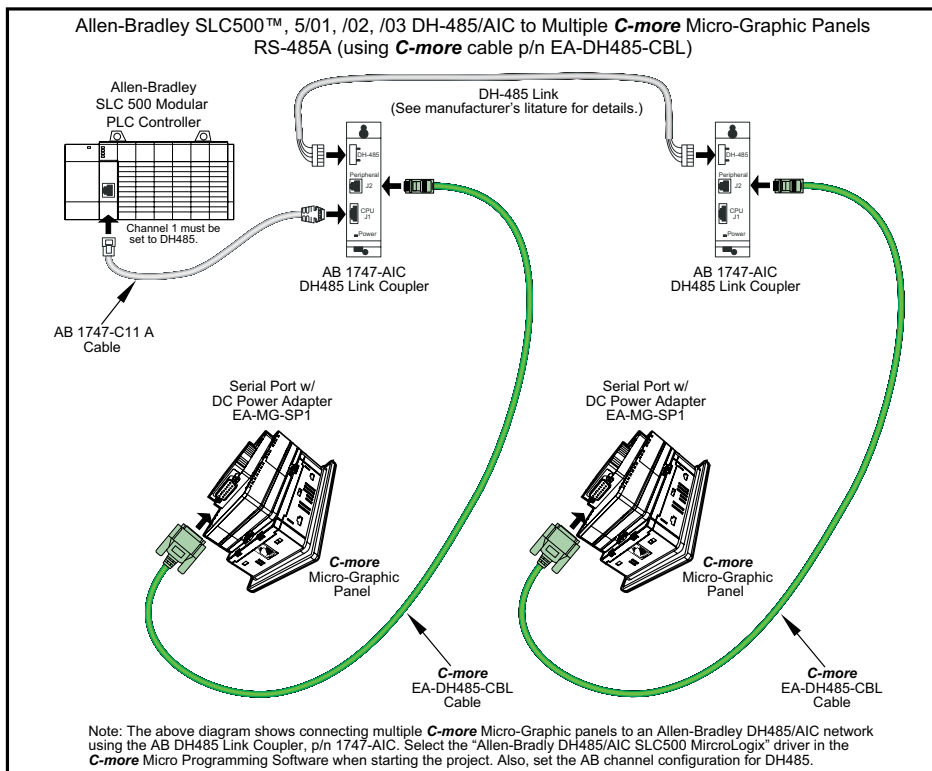 Allen-Bradley SLC500™, 5/01, /02, /03 DH-485/AIC to Multiple C-more Micro-Graphic Panels
RS-485A (using C-more cable p/n EA-DH485-CBL)
Allen-Bradley
SLC 500 Modular
PLC Controller
DH-485 Link
(See manufacturer's litature for details.)
Channel 1 must be
set to DH485.
DH-485
Peripheral
J2
CPU
J1
Power
DH-485
Peripheral
J2
CPU
J1
Power
AB 1747-C11 A
Cable
AB 1747-AIC
DH485 Link Coupler
AB 1747-AIC
DH485 Link Coupler
Serial Port w/
DC Power Adapter
EA-MG-SP1
Serial Port w/
DC Power Adapter
EA-MG-SP1
C-more
Micro-Graphic
Panel
C-more
Micro-Graphic
Panel
C-more
EA-DH485-CBL
Cable
C-more
EA-DH485-CBL
Cable
Note: The above diagram shows connecting multiple C-more Micro-Graphic panels to an Allen-Bradley DH485/AIC network
using the AB DH485 Link Coupler, p/n 1747-AIC. Select the “Allen-Bradly DH485/AIC SLC500 MircrLogix” driver in the
C-more Micro Programming Software when starting the project. Also, set the AB channel configuration for DH485.